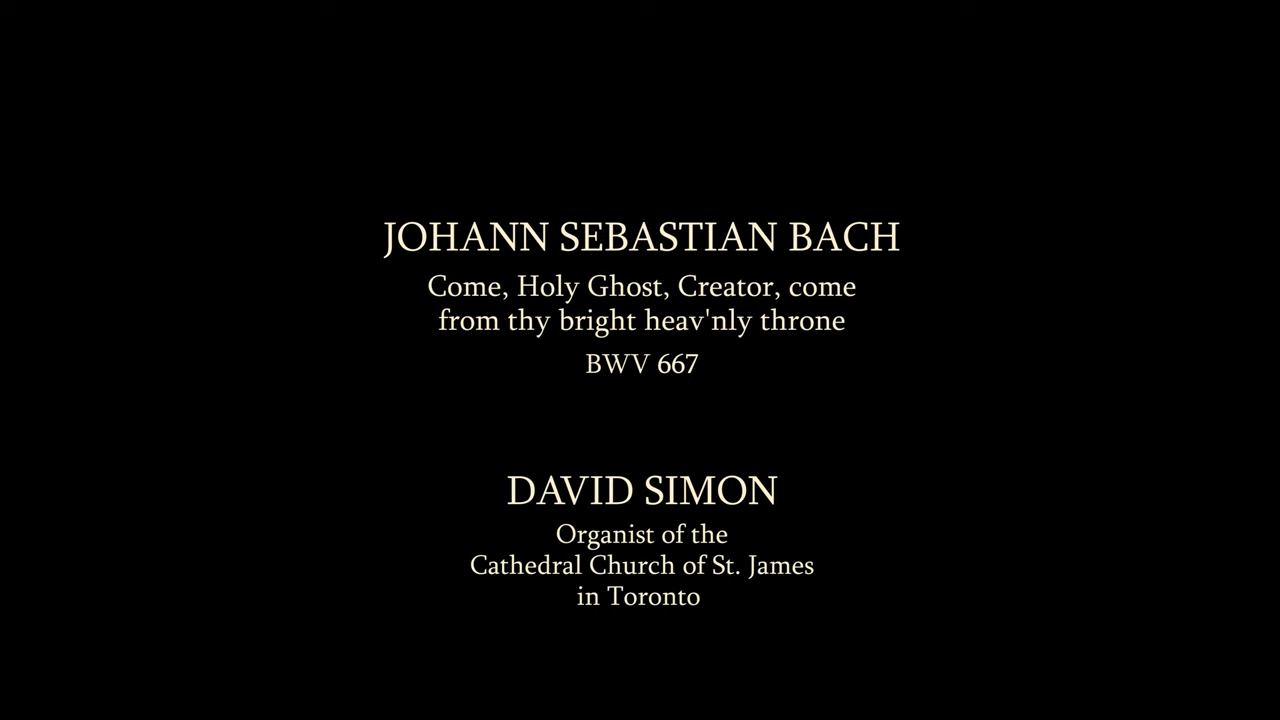 JOHANN SEBASTIAN BACH
Come, Holy Ghost, Creator, come
from thy bright heav'nly throne
BWV 667
DAVID SIMON
Organist of the
Cathedral Church of St. James
in Toronto